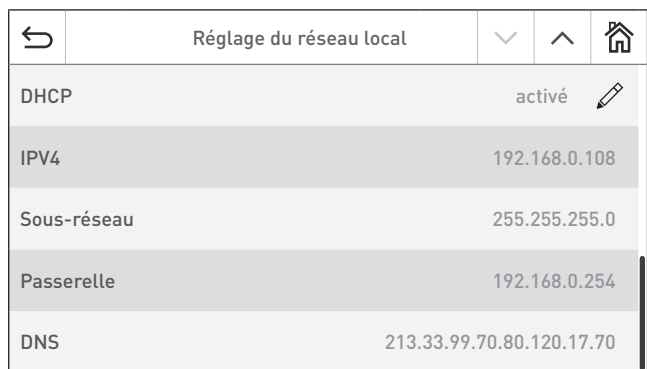 Réglage du réseau local
DHCP activé
IPV4 192.168.0.108
Sous-réseau 255.255.255.0
Passerelle 192.168.0.254
DNS 213.33.99.70.80.120.17.70